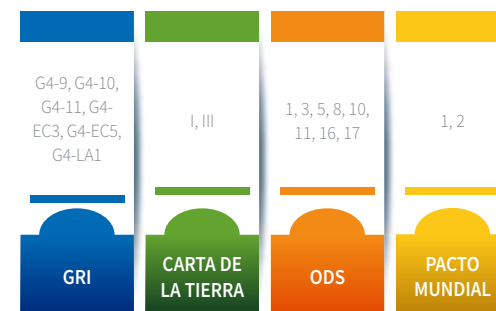 G4-9, G4-10,
G4-11, G4-
EC3, G4-EC5,
G4-LA1
GRI
I, III
CARTA DE
LA TIERRA
1, 3, 5, 8, 10,
11, 16, 17
ODS
1, 2
PACTO
MUNDIAL